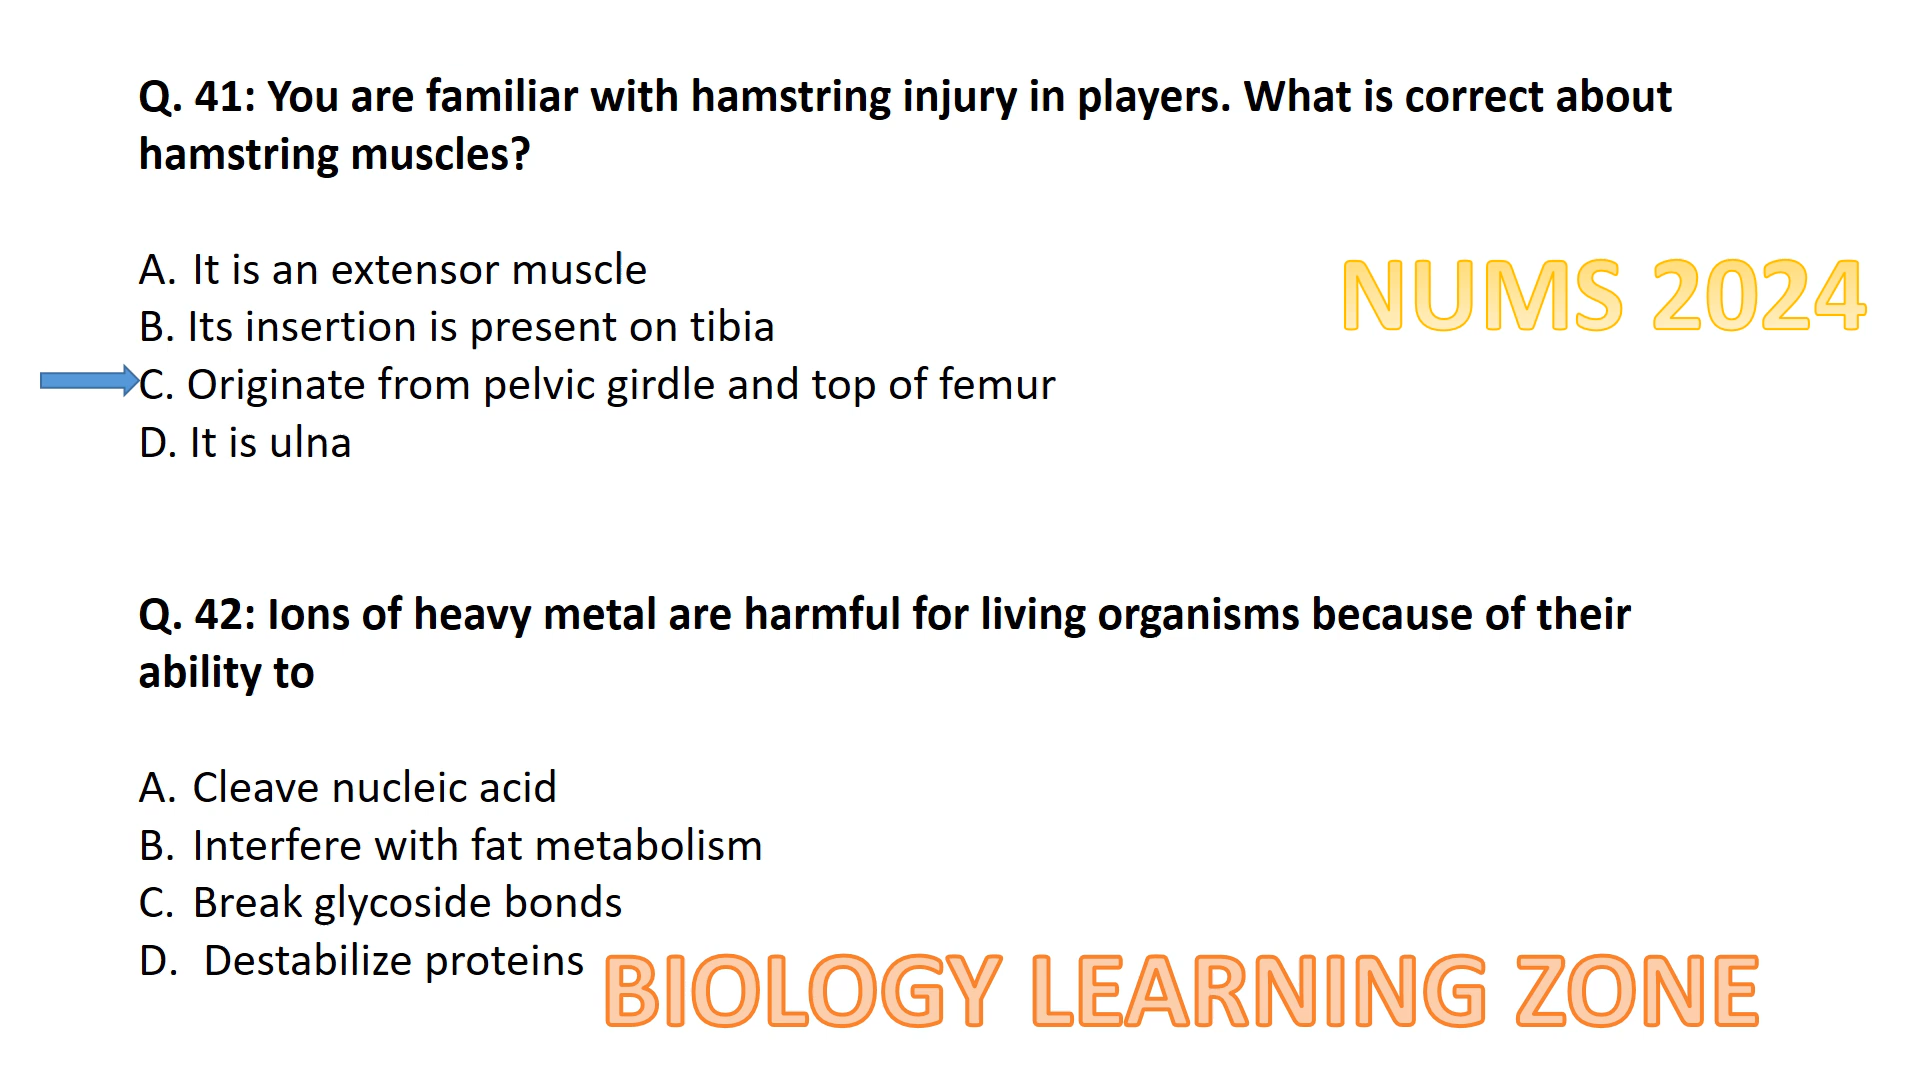 Q. 41: You are familiar with hamstring injury in players. What is correct about
hamstring muscles?
A. It is an extensor muscle
B. Its insertion is present on tibia
C. Originate from pelvic girdle and top of femur
D. It is ulna
NUMS 2024
Q. 42: Ions of heavy metal are harmful for living organisms because of their
ability to
A. Cleave nucleic acid
B. Interfere with fat metabolism
C. Break glycoside bonds
D. Destabilize proteins
BIOLOGY LEARNING ZONE